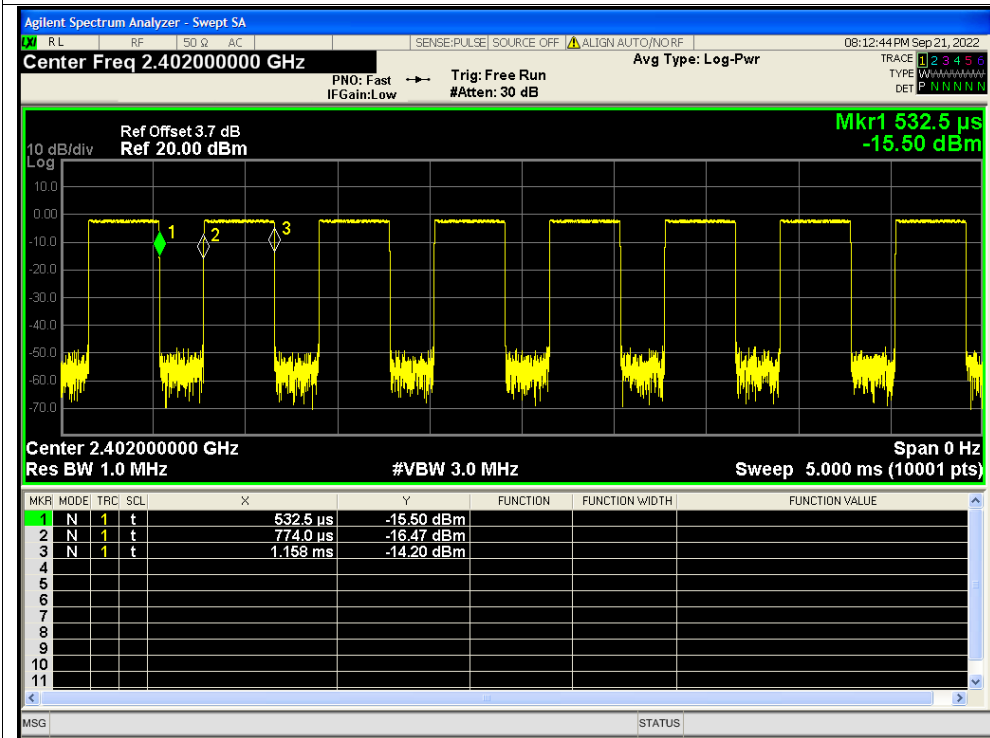 Agilent Spectrum Analyzer - Swept SA
LXI RL RF 50 Ω AC SENSE:PULSE SOURCE OFF ALIGN AUTO/NO RF 08:12:44 PM Sep 21, 2022
Center Freq 2.402000000 GHz Avg Type: Log-Pwr TRACE 1 2 3 4 5 6
PNO: Fast Trig: Free Run TYPE W
IFGain:Low #Atten: 30 dB DET P N N N N N
Mkr1 532.5 µs
Ref Offset 3.7 dB
10 dB/div Ref 20.00 dBm -15.50 dBm
Log
10.0
0.00
1 2 3
-10.0
-20.0
-30.0
-40.0
-50.0
-60.0
-70.0
Center 2.402000000 GHz Span 0 Hz
Res BW 1.0 MHz #VBW 3.0 MHz Sweep 5.000 ms (10001 pts)
MKR MODE TRC SCL X Y FUNCTION FUNCTION WIDTH FUNCTION VALUE
1 N 1 t 532.5 µs -15.50 dBm
2 N 1 t 774.0 µs -16.47 dBm
3 N 1 t 1.158 ms -14.20 dBm
4
5
6
7
8
9
10
11
MSG STATUS